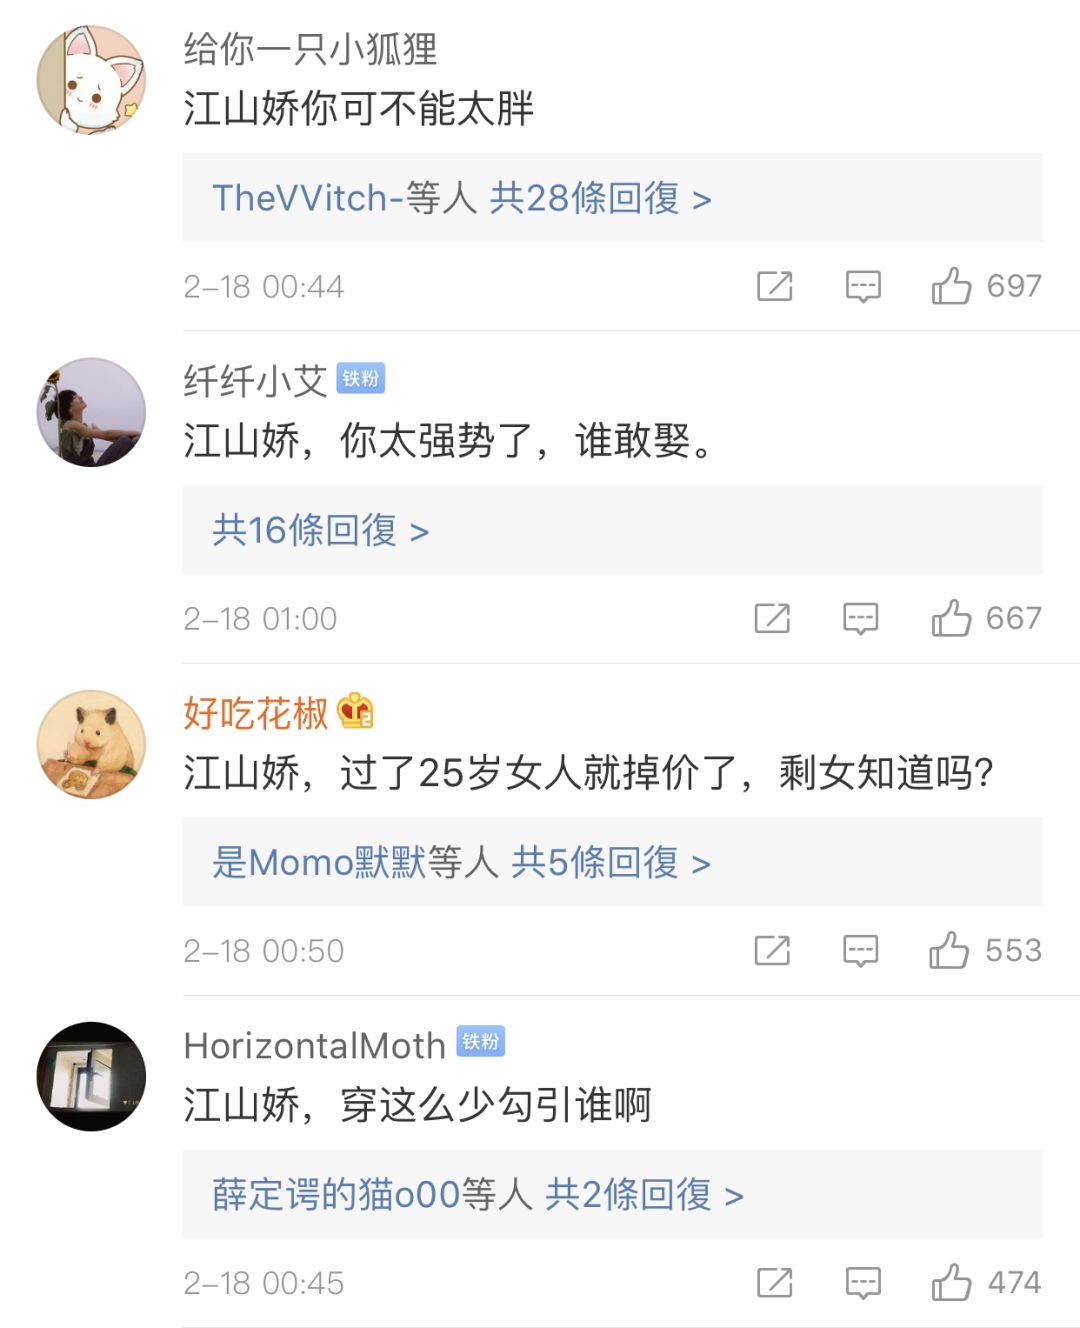 给你一只小狐狸
江山娇你可不能太胖
TheVVitch-等人 共28條回復 >
2-18 00:44
697
纤纤小艾 铁粉
江山娇，你太强势了，谁敢娶。
共16條回復 >
2-18 01:00
667
好吃花椒 2
江山娇，过了25岁女人就掉价了，剩女知道吗？
是Momo默默等人 共5條回復 >
2-18 00:50
553
HorizontalMoth 铁粉
江山娇，穿这么少勾引谁啊
薛定谔的猫o00等人 共2條回復 >
2-18 00:45
474